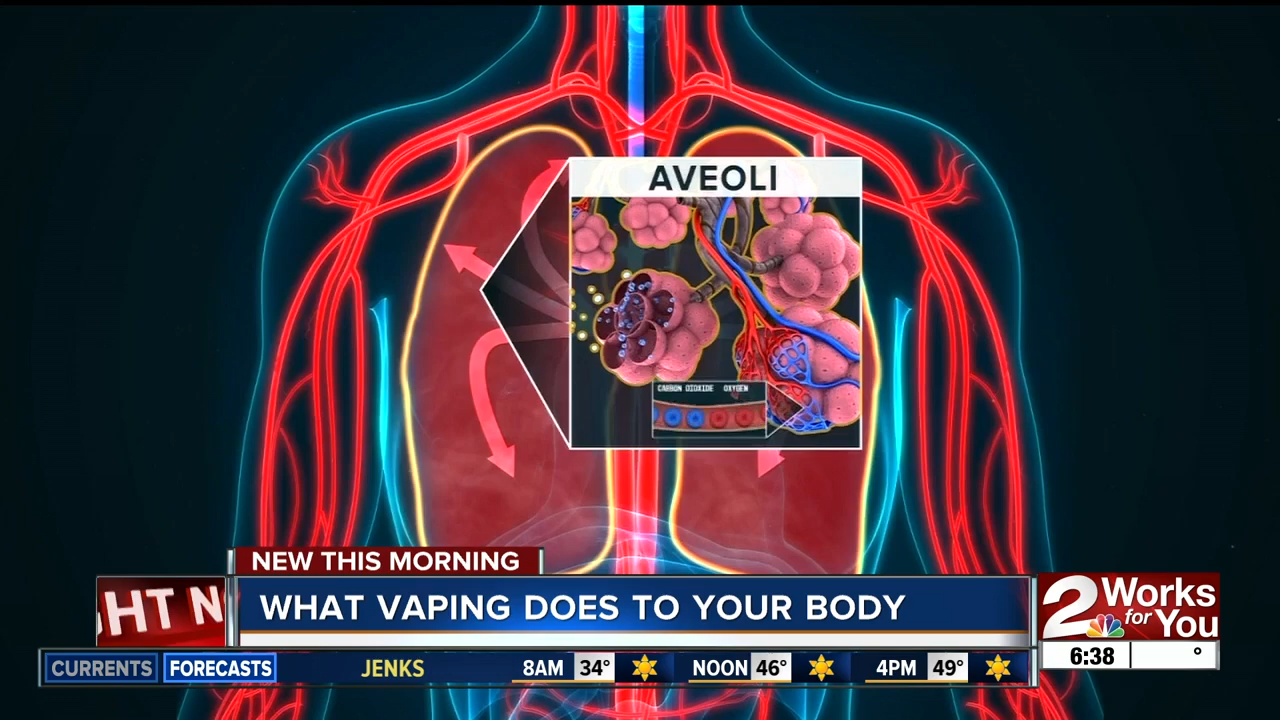 AVEOLI
CARBON DIOXIDE OXYGEN
NEW THIS MORNING
HT N
WHAT VAPING DOES TO YOUR BODY
2 Works for You
CURRENTS FORECASTS JENKS 8AM 34° NOON 46° 4PM 49°
6:38 °